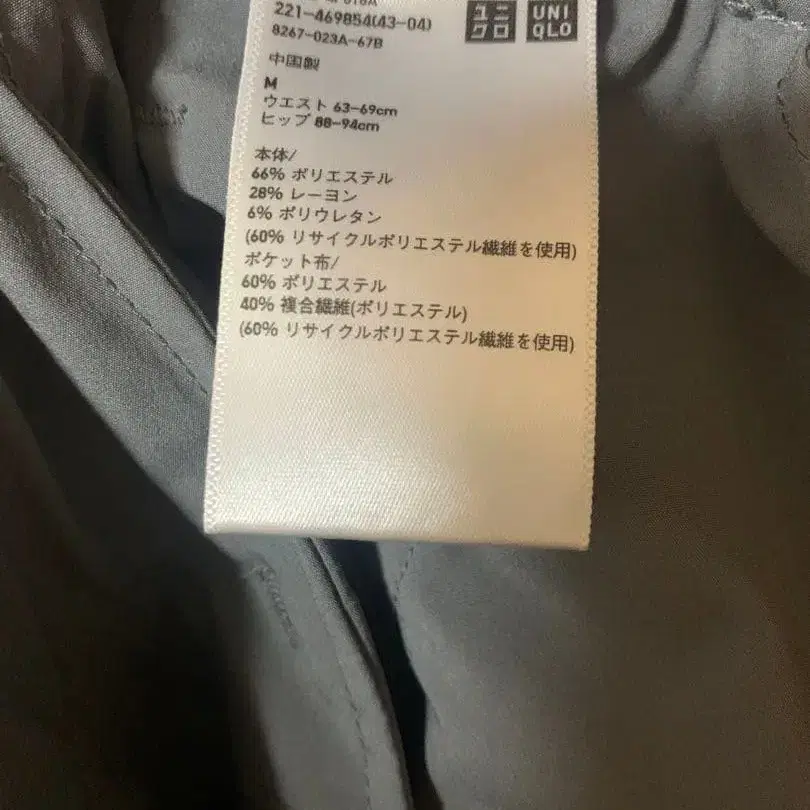 221-469854(43-04)
8267-023A-67B
ユニ
クロ
UNI
QLO
中国製
M
ウエスト 63-69cm
ヒップ 88-94cm
本体/
66% ポリエステル
28% レーヨン
6% ポリウレタン
(60% リサイクルポリエステル繊維を使用)
ポケット布/
60% ポリエステル
40% 複合繊維(ポリエステル)
(60% リサイクルポリエステル繊維を使用)